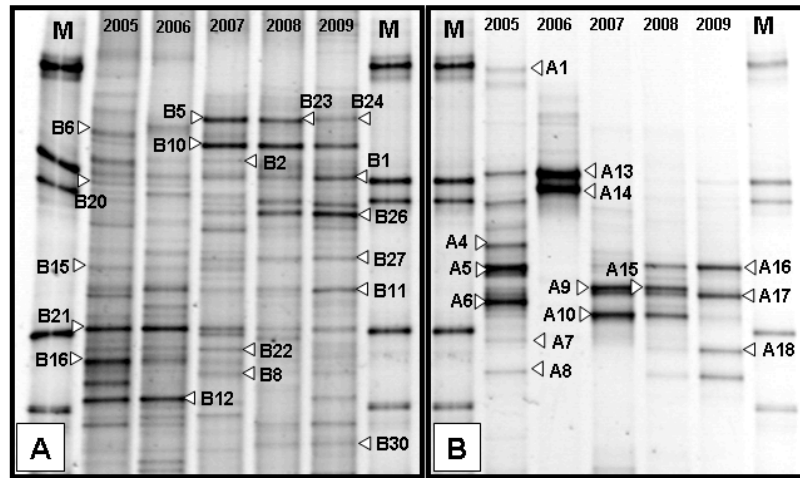 M 2005 2006 2007 2008 2009 M
B5 B23 B24
B6
B10
B2 B1
B20
B26
B15 B27
B11
B21
B22
B16
B8
B12
B30
A
M 2005 2006 2007 2008 2009 M
A1
A13
A14
A4
A5 A15 A16
A9
A6 A17
A10
A7 A18
A8
B